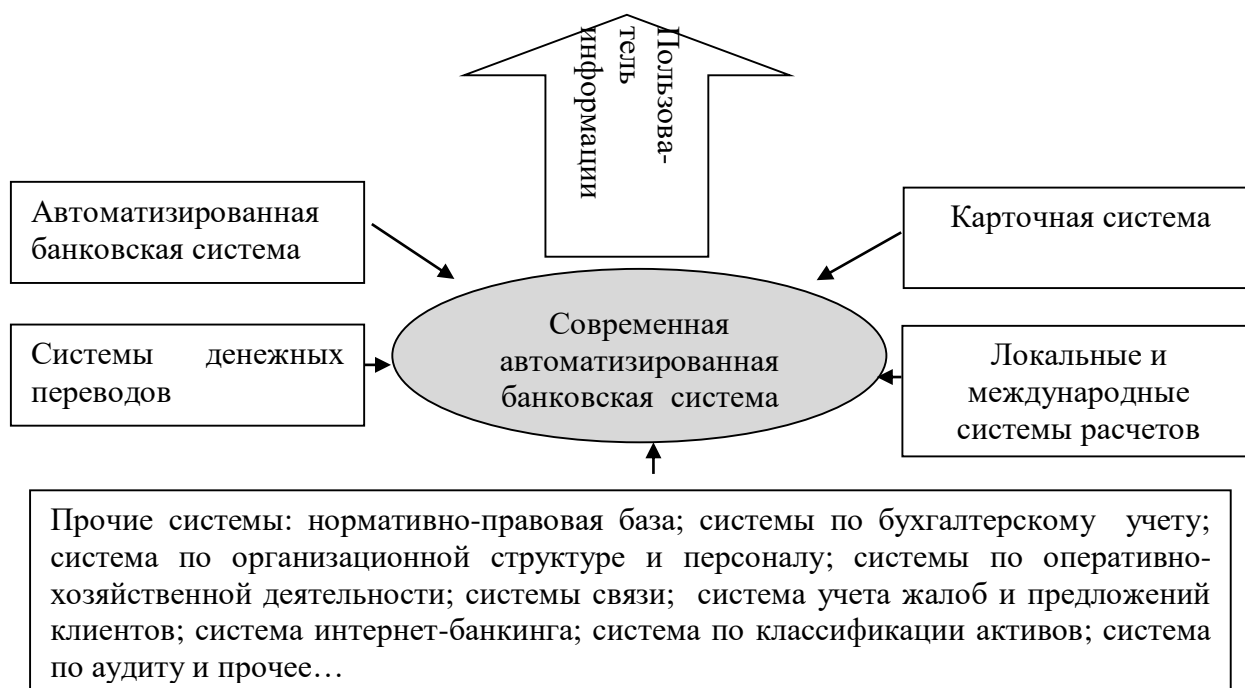 Пользова-
тель
информации
Автоматизированная
банковская система
Карточная система
Современная
автоматизированная
банковская система
Системы денежных
переводов
Локальные и
международные
системы расчетов
Прочие системы: нормативно-правовая база; системы по бухгалтерскому учету;
система по организационной структуре и персоналу; системы по оперативно-
хозяйственной деятельности; системы связи; система учета жалоб и предложений
клиентов; система интернет-банкинга; система по классификации активов; система
по аудиту и прочее…